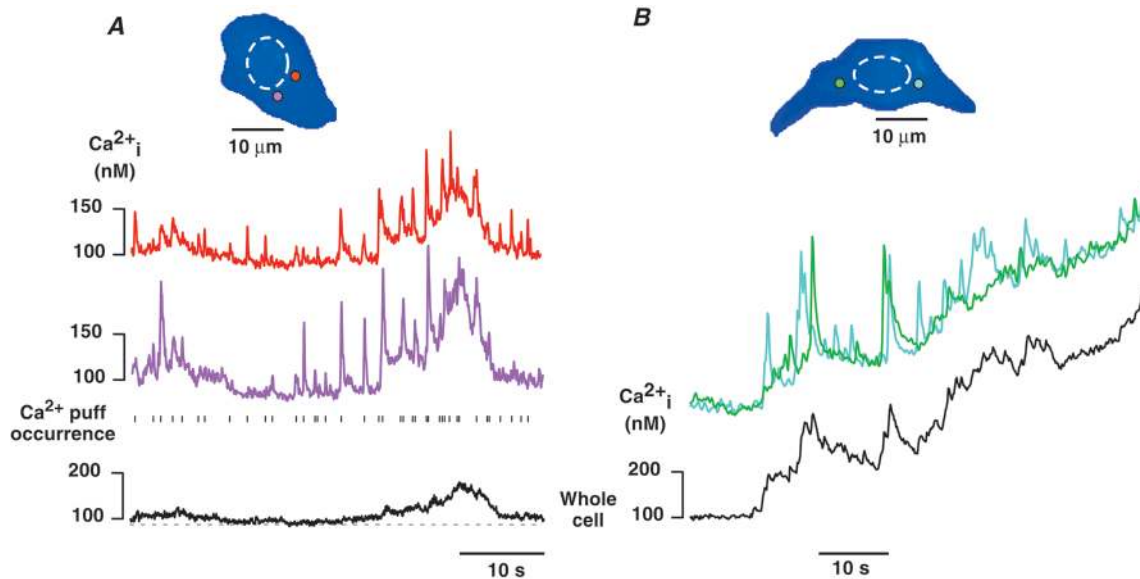 A
B
10 μm
10 μm
Ca2+i
(nM)
150
100
150
100
Ca2+ puff
occurrence
200
100
10 s
Ca2+i
(nM)
200
100
Whole
cell
10 s